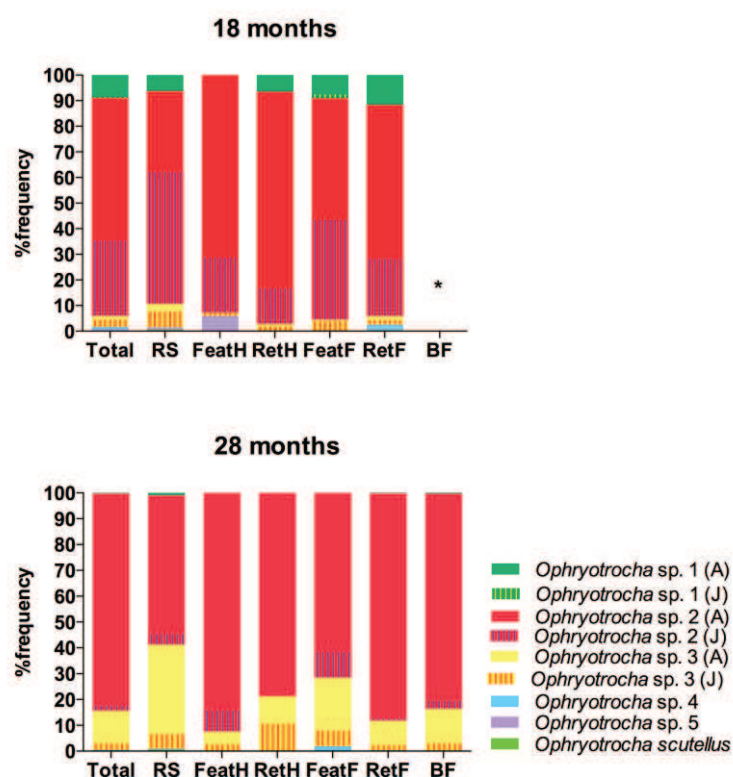 18 months
100
90
80
70
60
50
40
30
20
10
0
%frequency
*
Total RS FeatH RetH FeatF RetF BF
28 months
100
90
80
70
60
50
40
30
20
10
0
%frequency
Total RS FeatH RetH FeatF RetF BF
Ophryotrocha sp. 1 (A)
Ophryotrocha sp. 1 (J)
Ophryotrocha sp. 2 (A)
Ophryotrocha sp. 2 (J)
Ophryotrocha sp. 3 (A)
Ophryotrocha sp. 3 (J)
Ophryotrocha sp. 4
Ophryotrocha sp. 5
Ophryotrocha scutellus